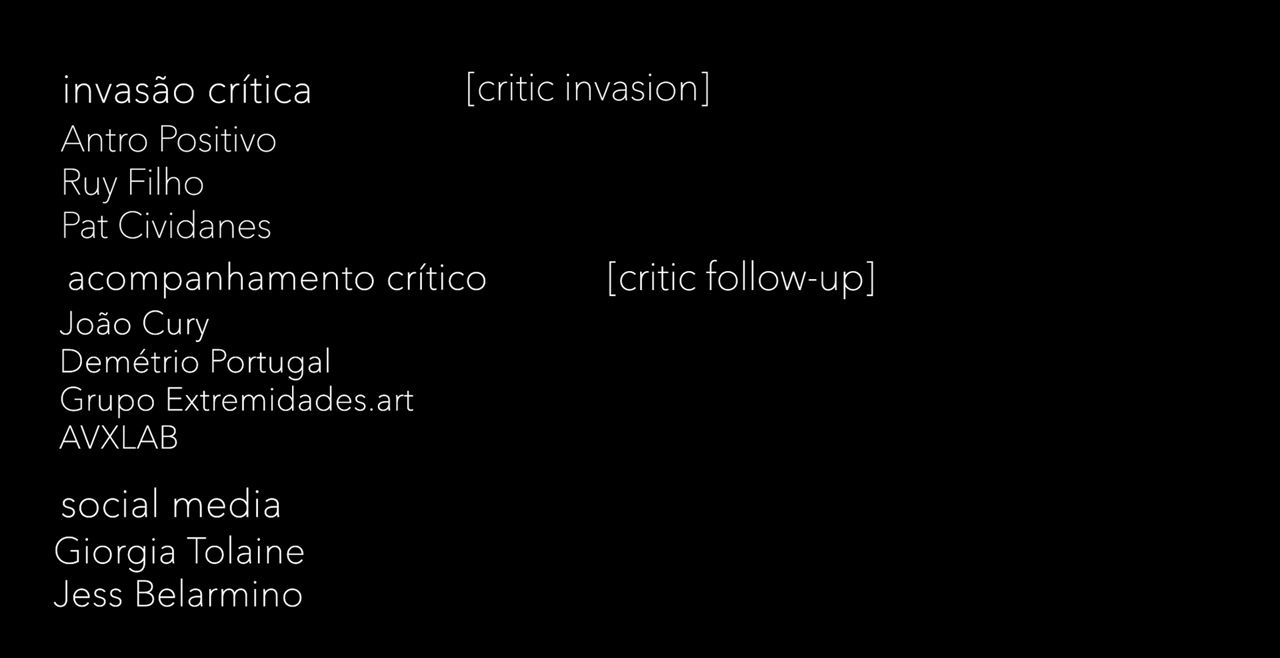 invasão crítica [critic invasion]
Antro Positivo
Ruy Filho
Pat Cividanes
acompanhamento crítico [critic follow-up]
João Cury
Demétrio Portugal
Grupo Extremidades.art
AVXLAB
social media
Giorgia Tolaine
Jess Belarmino